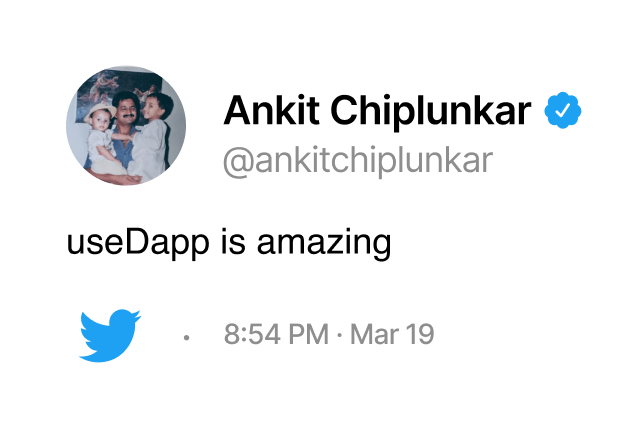 Ankit Chiplunkar
@ankitchiplunkar
useDapp is amazing
· 8:54 PM · Mar 19